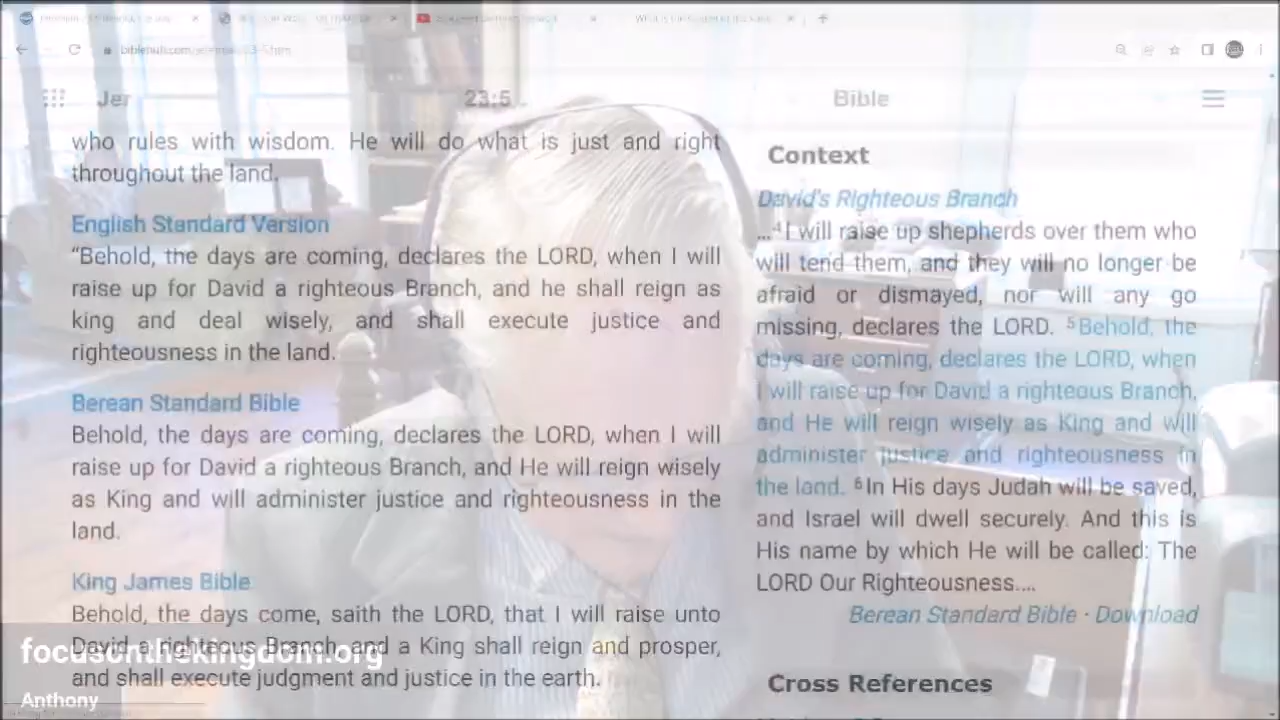 biblehub.com/jeremiah/23-5.htm
Jer
23:5
Bible
who rules with wisdom. He will do what is just and right
throughout the land.
English Standard Version
“Behold, the days are coming, declares the LORD, when I will
raise up for David a righteous Branch, and he shall reign as
king and deal wisely, and shall execute justice and
righteousness in the land.
Berean Standard Bible
Behold, the days are coming, declares the LORD, when I will
raise up for David a righteous Branch, and He will reign wisely
as King and will administer justice and righteousness in the
land.
King James Bible
Behold, the days come, saith the LORD, that I will raise unto
David a righteous Branch, and a King shall reign and prosper,
and shall execute judgment and justice in the earth.
Context
David's Righteous Branch
...4I will raise up shepherds over them who
will tend them, and they will no longer be
afraid or dismayed, nor will any go
missing, declares the LORD. 5Behold, the
days are coming, declares the LORD, when
I will raise up for David a righteous Branch,
and He will reign wisely as King and will
administer justice and righteousness in
the land. 6In His days Judah will be saved,
and Israel will dwell securely. And this is
His name by which He will be called: The
LORD Our Righteousness....
Berean Standard Bible · Download
Cross References
focusonthekingdom.org
Anthony